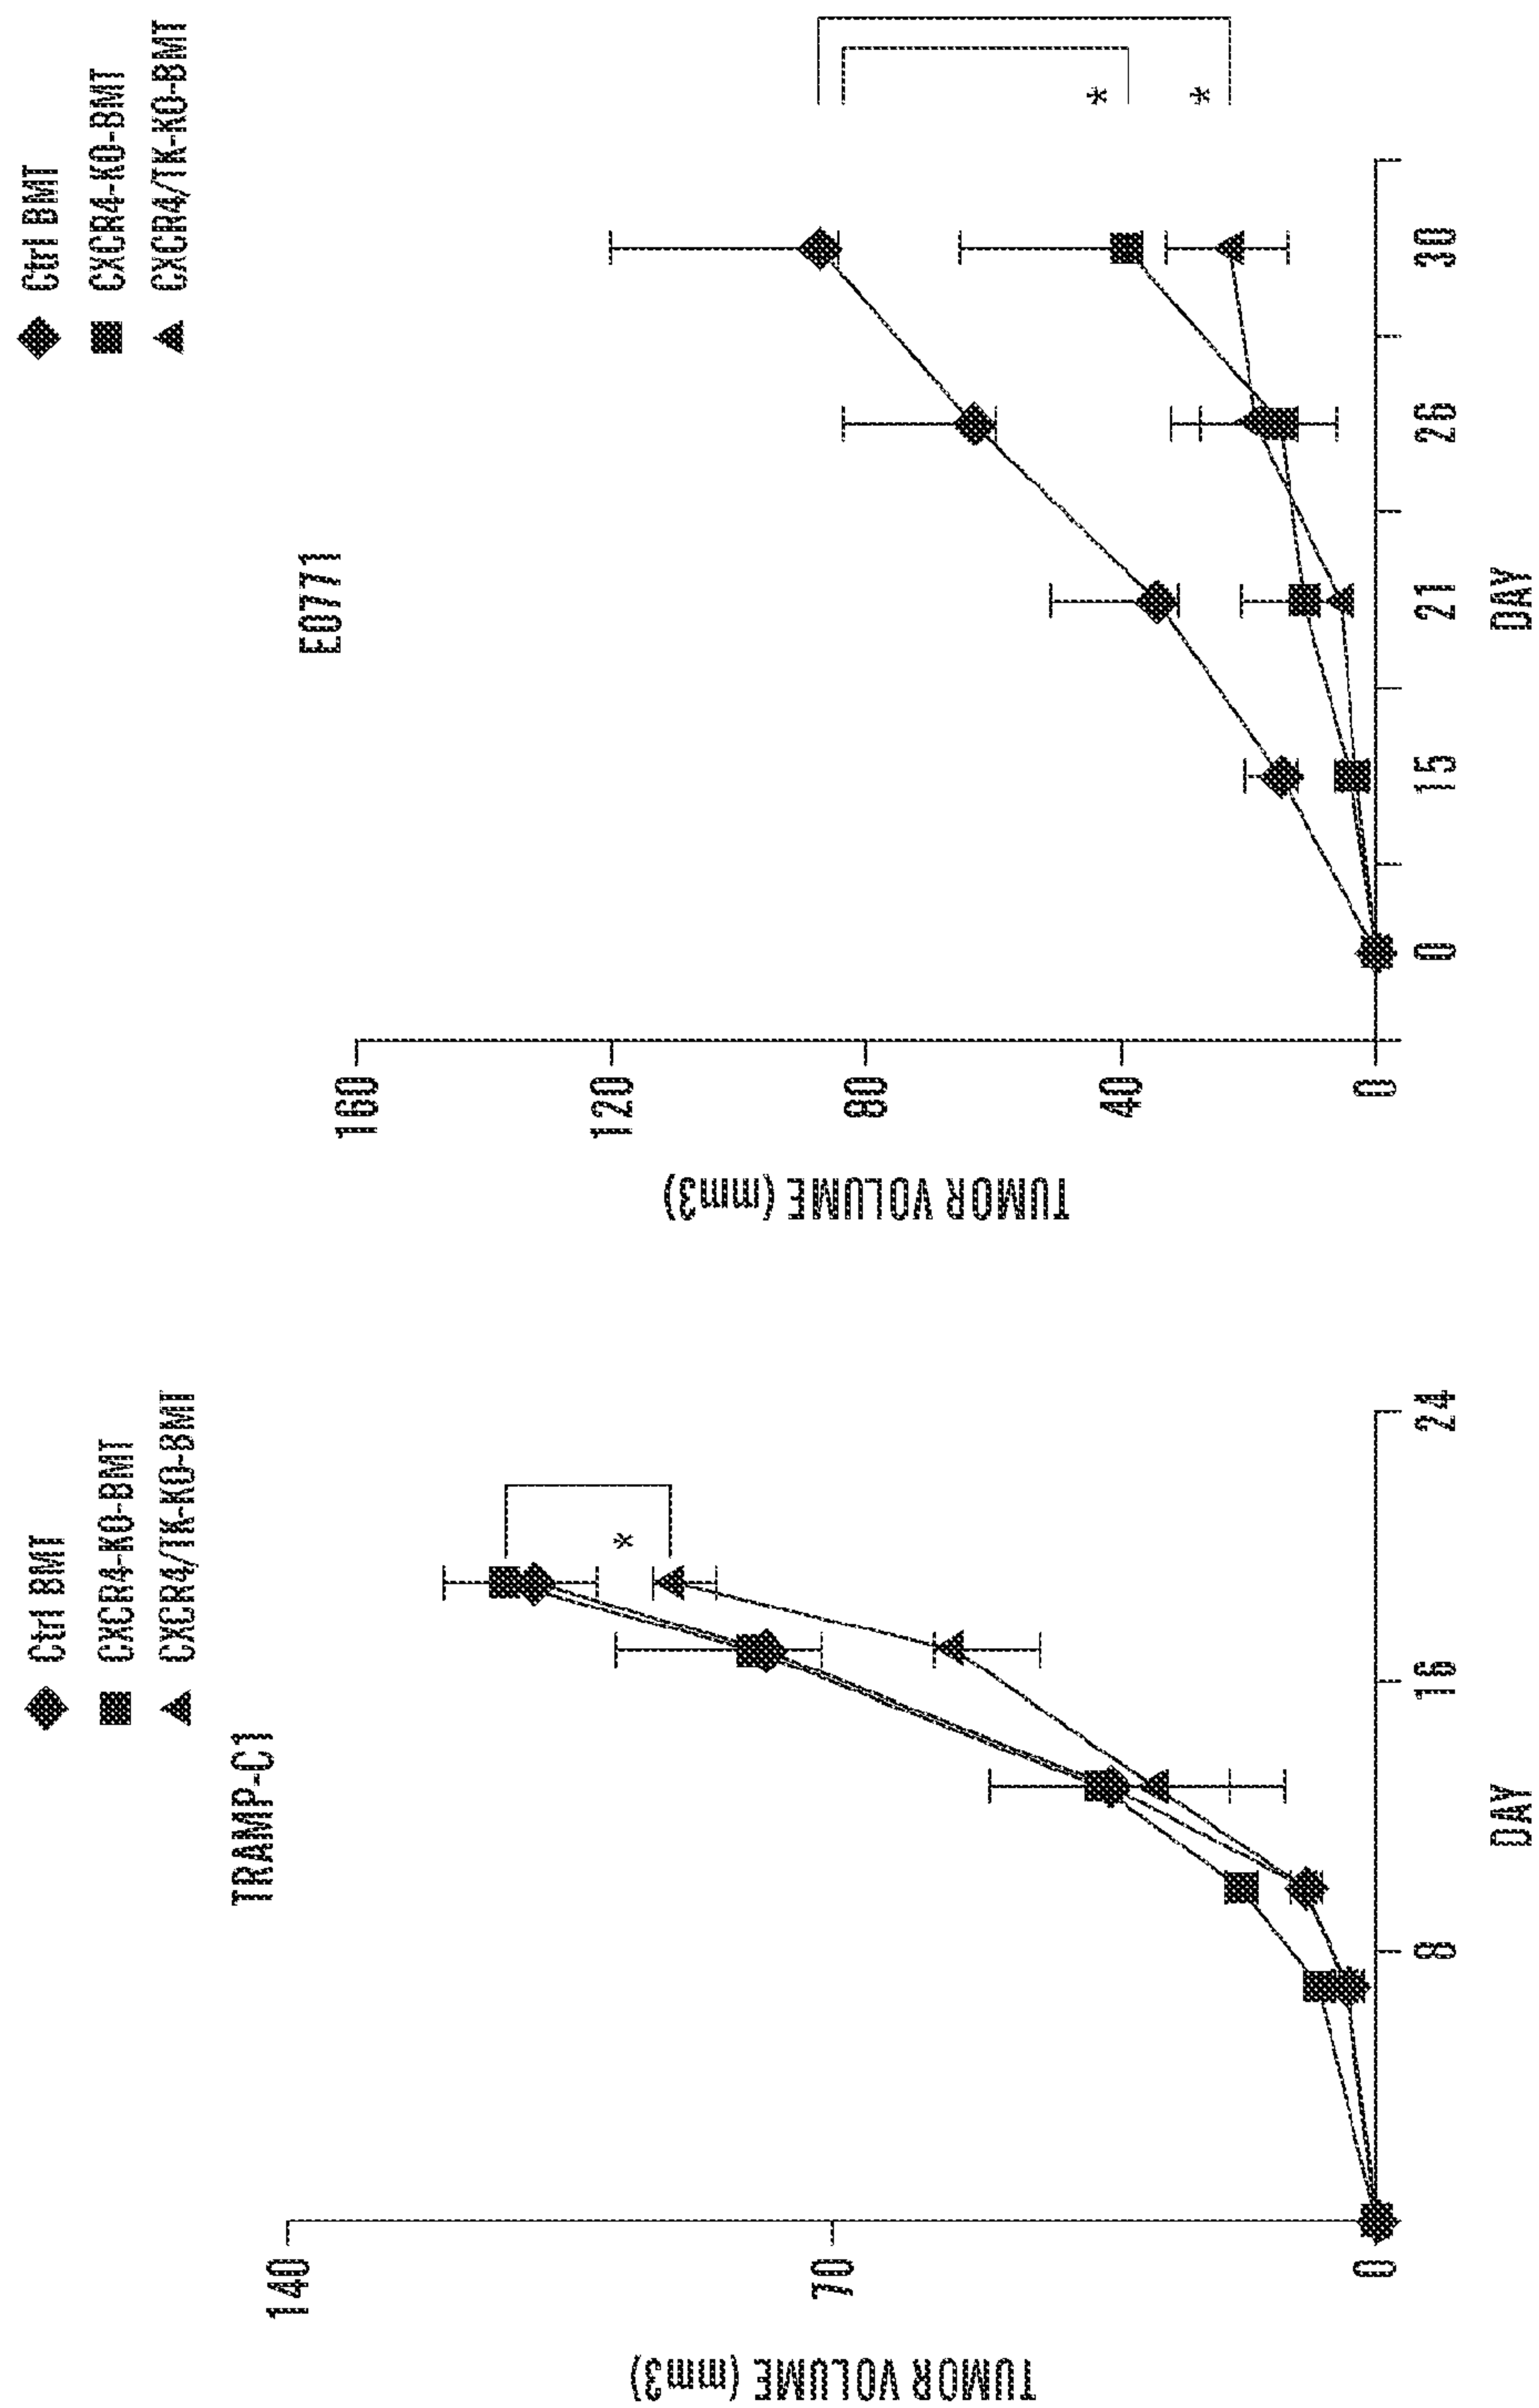 Ctrl BMT
CXCR4-KO-BMT
CXCR4/TK-KO-BMT
TRAMP-C1
TUMOR VOLUME (mm3)
140
70
0
8
16
24
DAY
*
Ctrl BMT
CXCR4-KO-BMT
CXCR4/TK-KO-BMT
E0771
TUMOR VOLUME (mm3)
160
120
80
40
0
0
15
21
26
30
DAY
*
*